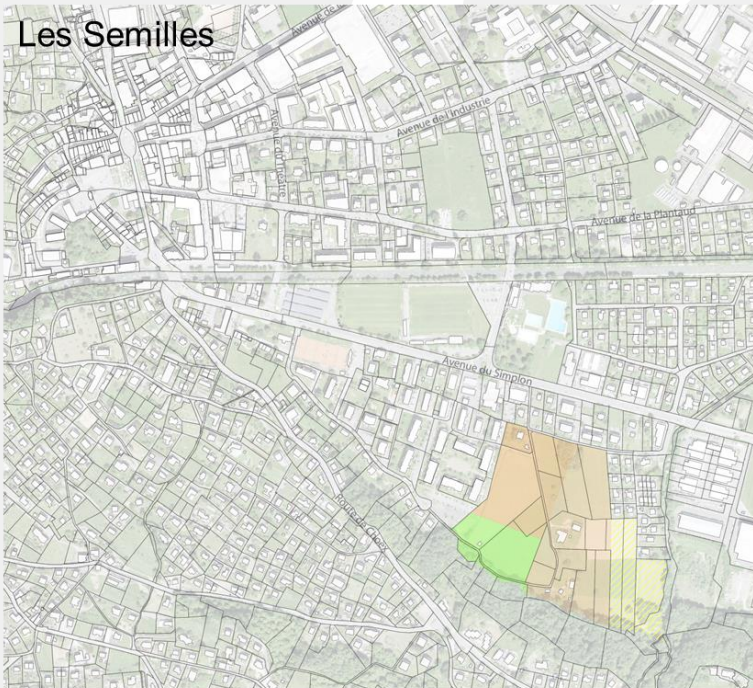 Les Semilles
Avenue de l'Industrie
Avenue de la Plantaud
Avenue du Simplon
Route de Choëx